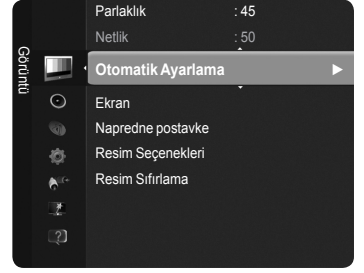 Görüntü
Parlaklık : 45
Netlik : 50
Otomatik Ayarlama
Ekran
Napredne postavke
Resim Seçenekleri
Resim Sıfırlama